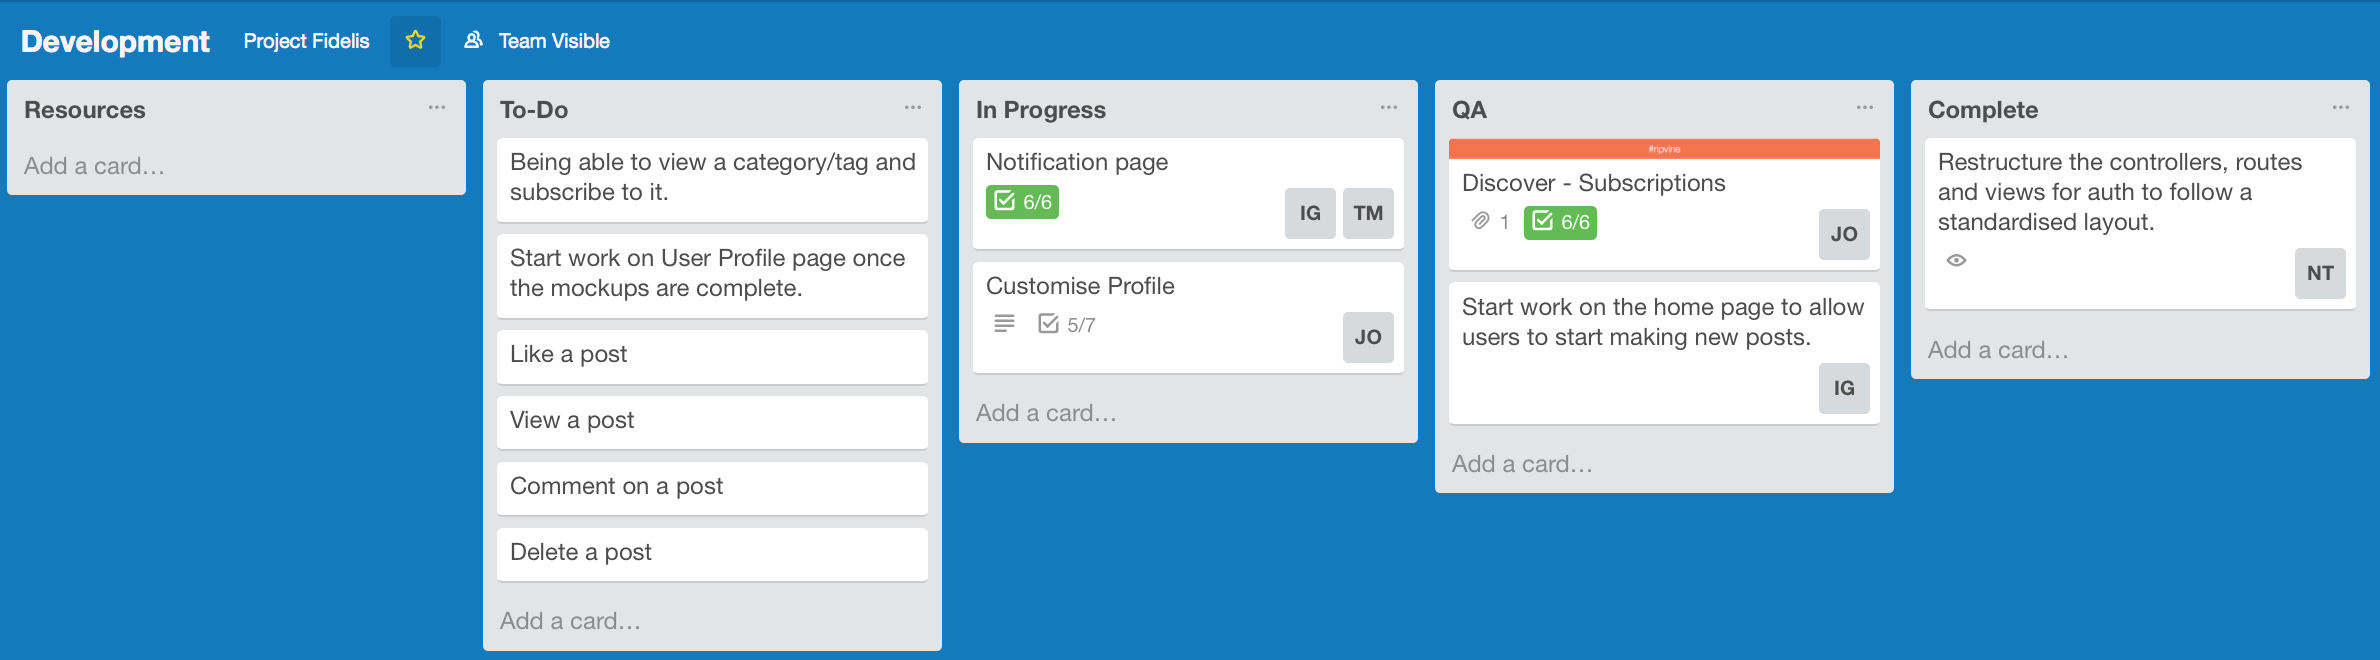 Development Project Fidelis Team Visible
Resources
Add a card…
To-Do
Being able to view a category/tag and
subscribe to it.
Start work on User Profile page once
the mockups are complete.
Like a post
View a post
Comment on a post
Delete a post
Add a card…
In Progress
Notification page
6/6
IG TM
Customise Profile
5/7
JO
Add a card…
QA
#ripvine
Discover - Subscriptions
1 6/6
JO
Start work on the home page to allow
users to start making new posts.
IG
Add a card…
Complete
Restructure the controllers, routes
and views for auth to follow a
standardised layout.
NT
Add a card…